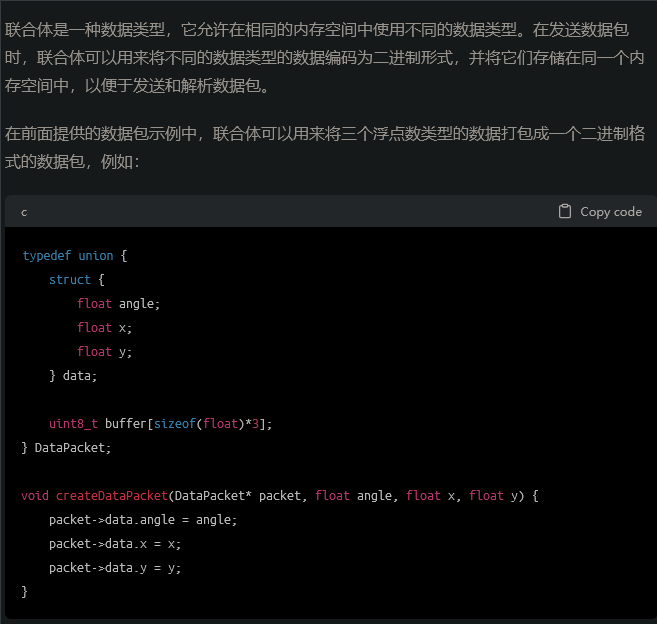 联合体是一种数据类型，它允许在相同的内存空间中使用不同的数据类型。在发送数据包
时，联合体可以用来将不同的数据类型的数据编码为二进制形式，并将它们存储在同一个内
存空间中，以便于发送和解析数据包。
在前面提供的数据包示例中，联合体可以用来将三个浮点数类型的数据打包成一个二进制格
式的数据包，例如：
c
Copy code
typedef union {
    struct {
        float angle;
        float x;
        float y;
    } data;
    uint8_t buffer[sizeof(float)*3];
} DataPacket;
void createDataPacket(DataPacket* packet, float angle, float x, float y) {
    packet->data.angle = angle;
    packet->data.x = x;
    packet->data.y = y;
}